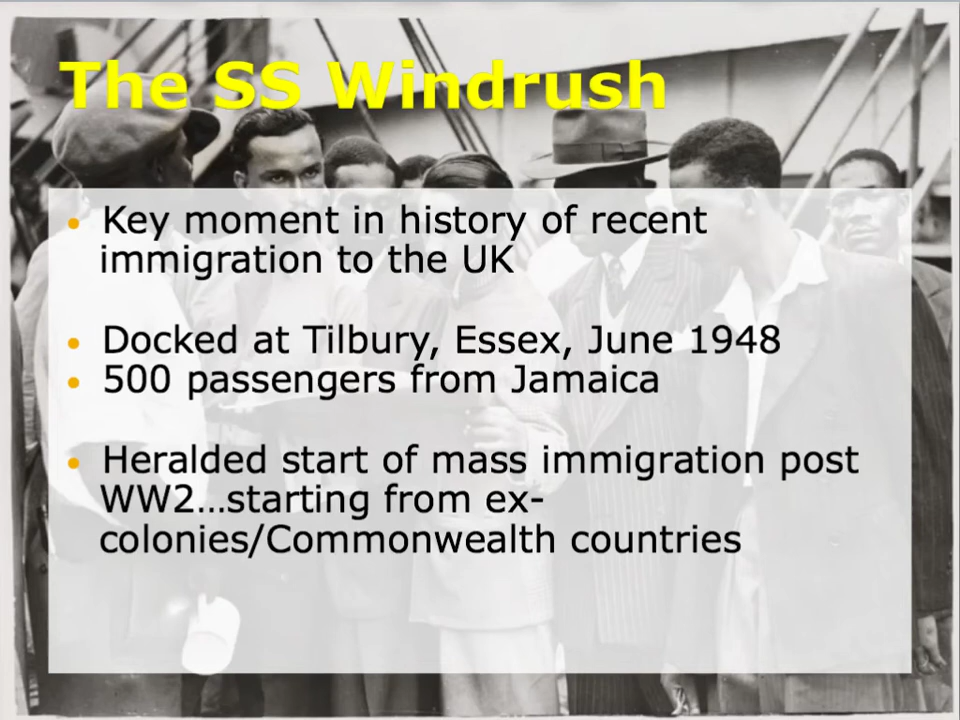 The SS Windrush
• Key moment in history of recent
immigration to the UK
• Docked at Tilbury, Essex, June 1948
• 500 passengers from Jamaica
• Heralded start of mass immigration post
WW2…starting from ex-
colonies/Commonwealth countries